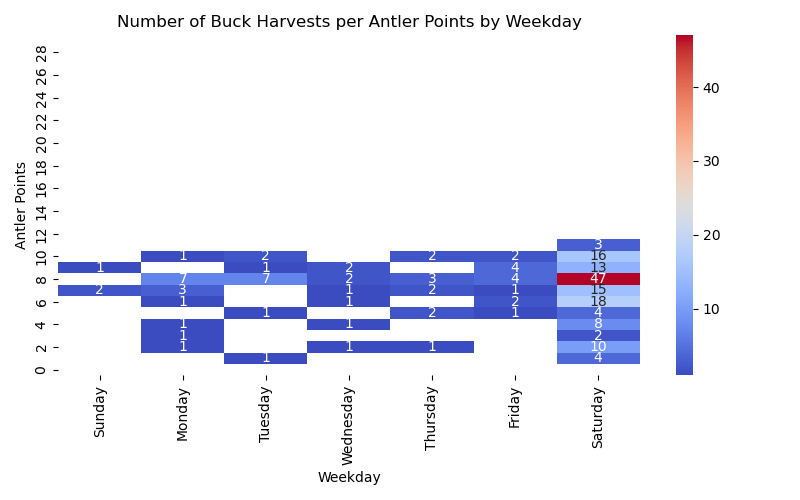 Number of Buck Harvests per Antler Points by Weekday
28
26
24
22
20
18
16
14
12
10
8
6
4
2
0
Antler Points
3
1 2 2 2 16
1 1 2 4 13
7 7 2 3 4 47
2 3 1 2 1 15
1 1 2 18
1 2 1 4
1 1 8
1 2
1 1 1 10
1 4
Sunday Monday Tuesday Wednesday Thursday Friday Saturday
Weekday
40
30
20
10